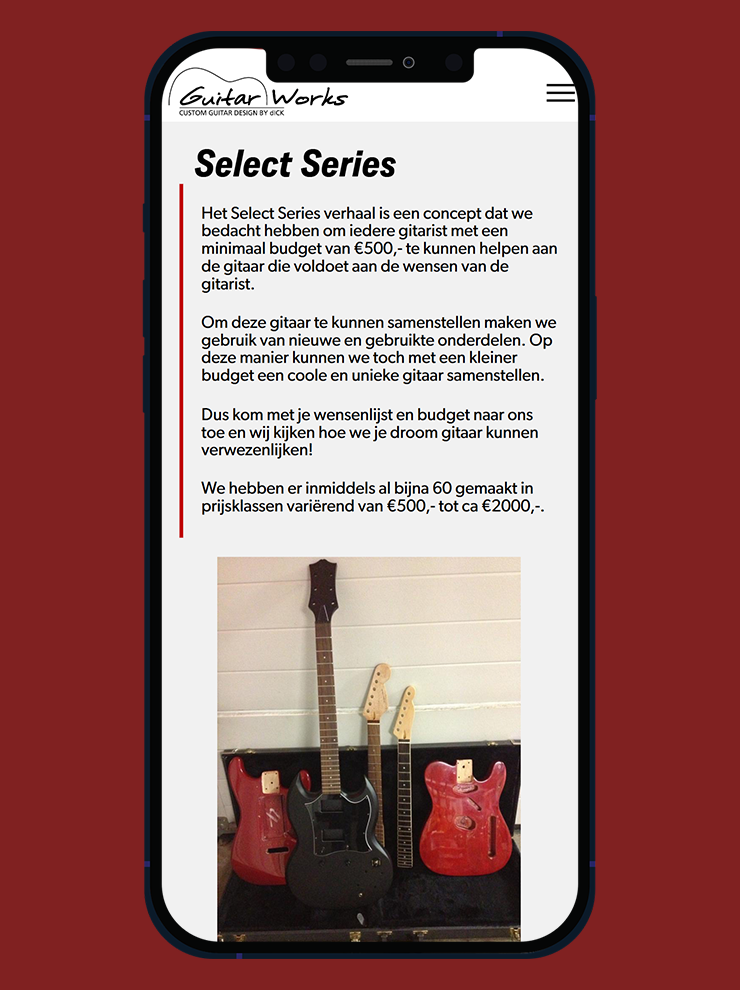 Guitar Works
CUSTOM GUITAR DESIGN BY dICK
Select Series
Het Select Series verhaal is een concept dat we
bedacht hebben om iedere gitarist met een
minimaal budget van €500,- te kunnen helpen aan
de gitaar die voldoet aan de wensen van de
gitarist.
Om deze gitaar te kunnen samenstellen maken we
gebruik van nieuwe en gebruikte onderdelen. Op
deze manier kunnen we toch met een kleiner
budget een coole en unieke gitaar samenstellen.
Dus kom met je wensenlijst en budget naar ons
toe en wij kijken hoe we je droom gitaar kunnen
verwezenlijken!
We hebben er inmiddels al bijna 60 gemaakt in
prijsklassen variërend van €500,- tot ca €2000,-.